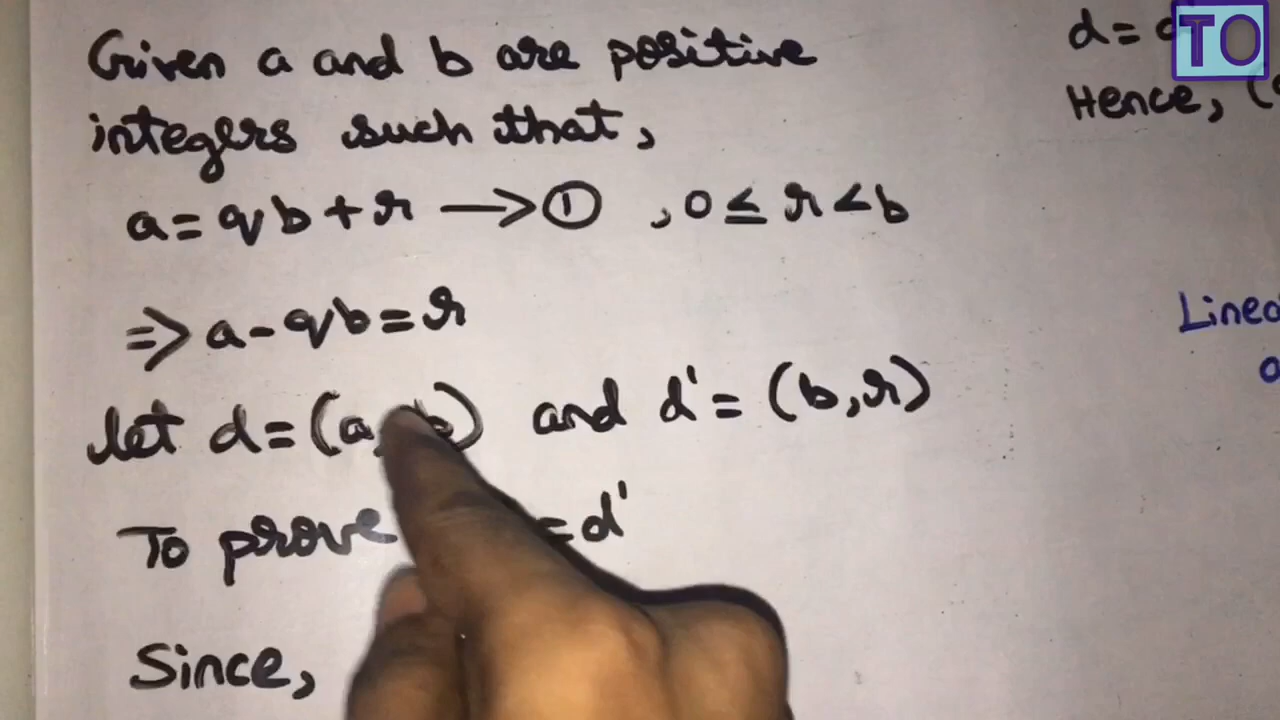 Given a and b are positive
integers such that,
a = qb + r → ① , 0 ≤ r < b
⇒ a - qb = r
let d = (a, b) and d' = (b, r)
To prove = d'
Since,
d =
Hence, (
TO